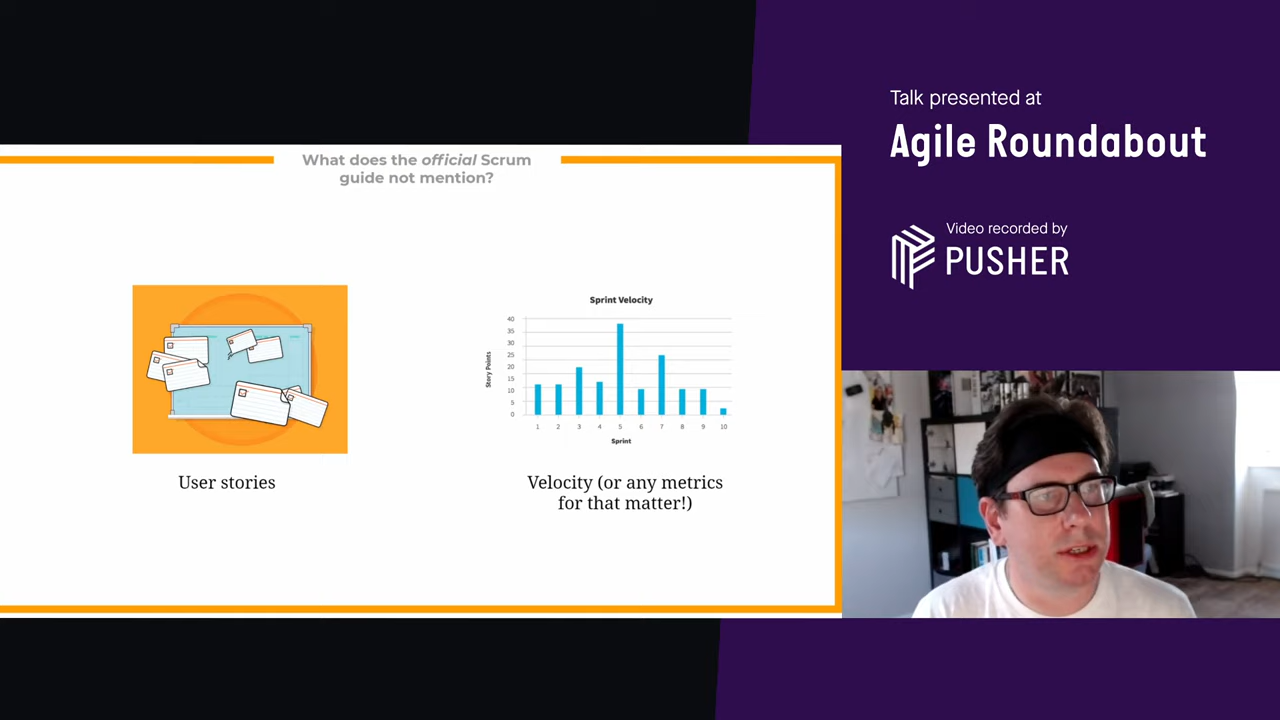 Talk presented at
Agile Roundabout
Video recorded by
PUSHER
What does the official Scrum
guide not mention?
User stories
Sprint Velocity
Story Points
40
35
30
25
20
15
10
5
0
1 2 3 4 5 6 7 8 9 10
Sprint
Velocity (or any metrics
for that matter!)